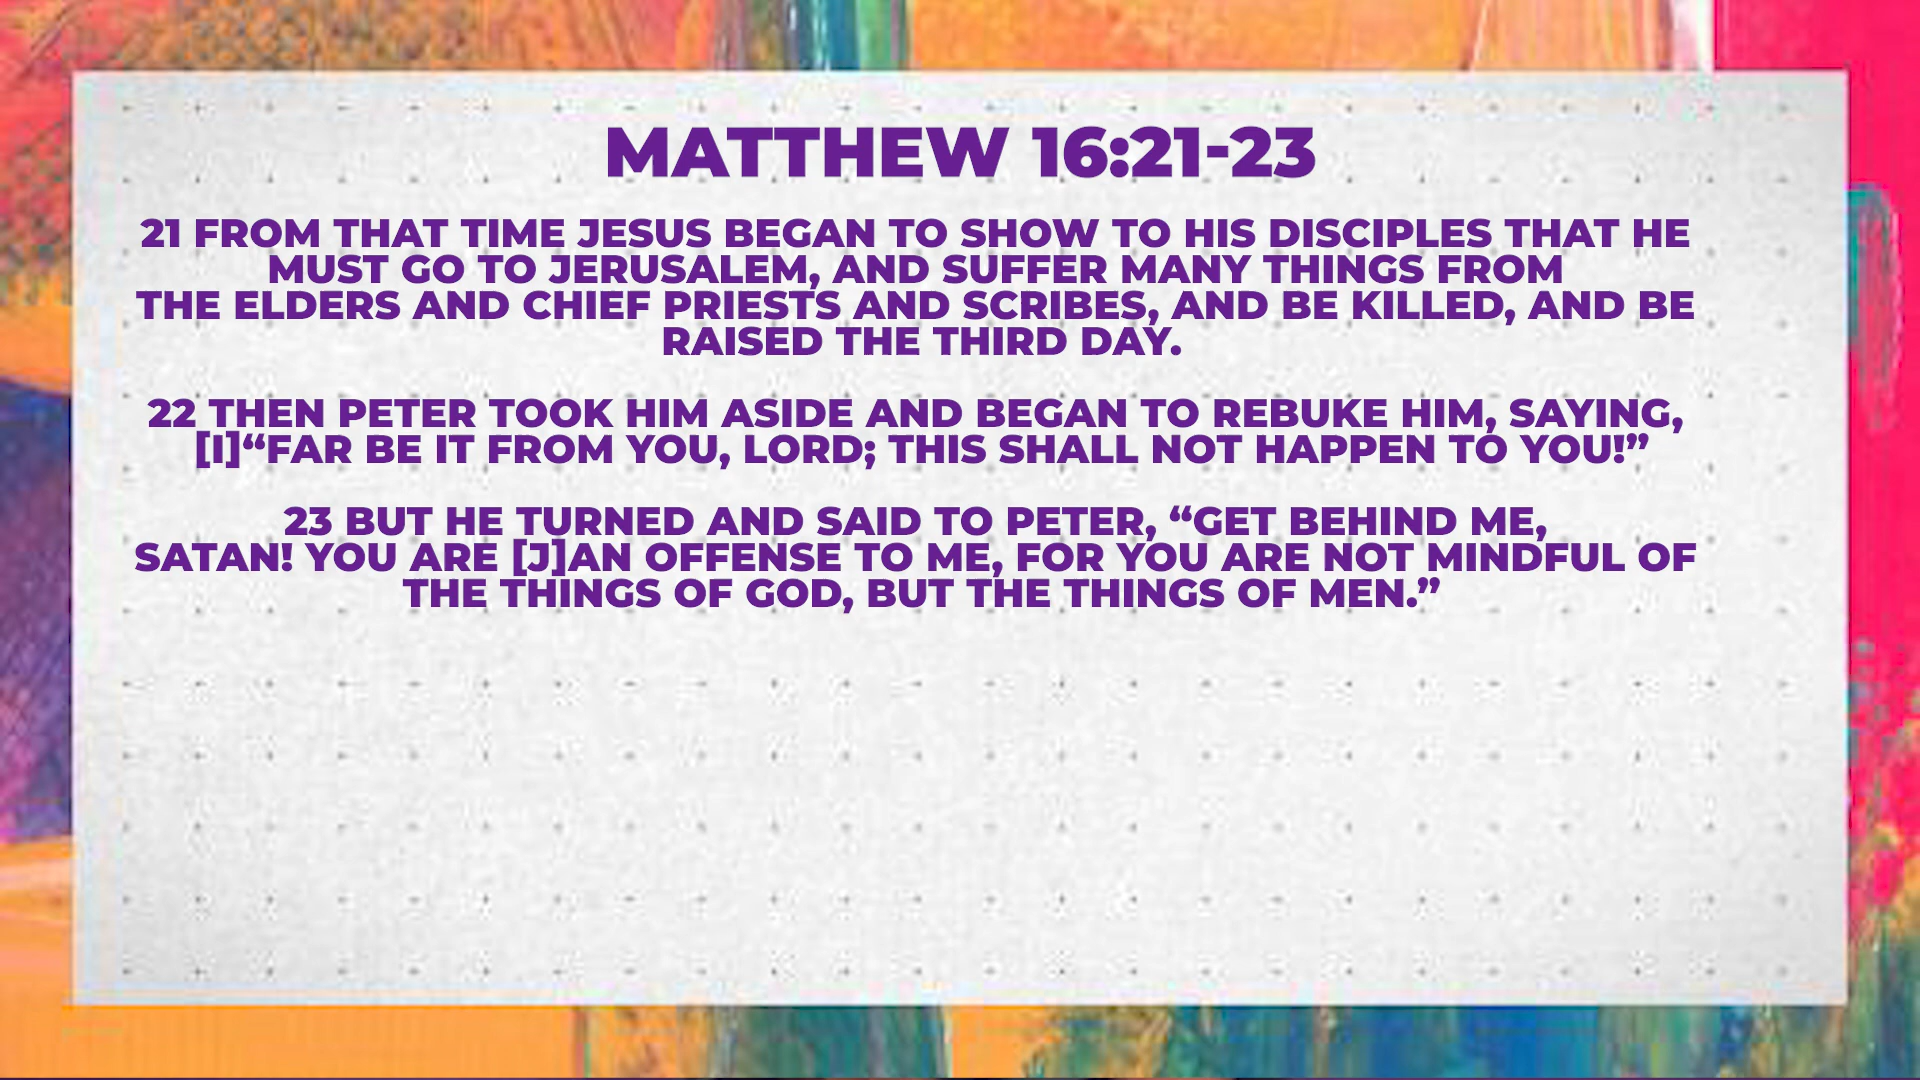 MATTHEW 16:21-23
21 FROM THAT TIME JESUS BEGAN TO SHOW TO HIS DISCIPLES THAT HE
MUST GO TO JERUSALEM, AND SUFFER MANY THINGS FROM
THE ELDERS AND CHIEF PRIESTS AND SCRIBES, AND BE KILLED, AND BE
RAISED THE THIRD DAY.
22 THEN PETER TOOK HIM ASIDE AND BEGAN TO REBUKE HIM, SAYING,
[I]“FAR BE IT FROM YOU, LORD; THIS SHALL NOT HAPPEN TO YOU!”
23 BUT HE TURNED AND SAID TO PETER, “GET BEHIND ME,
SATAN! YOU ARE [J]AN OFFENSE TO ME, FOR YOU ARE NOT MINDFUL OF
THE THINGS OF GOD, BUT THE THINGS OF MEN.”